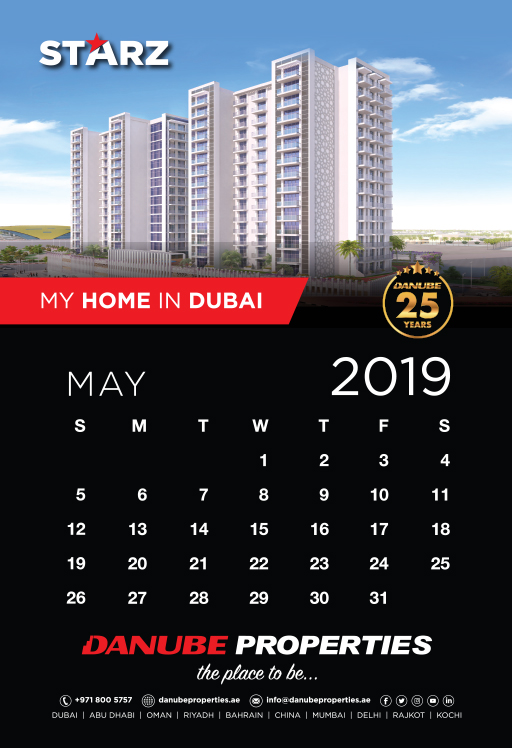 STARZ
MY HOME IN DUBAI
DANUBE
25
YEARS
MAY 2019
S M T W T F S
1 2 3 4
5 6 7 8 9 10 11
12 13 14 15 16 17 18
19 20 21 22 23 24 25
26 27 28 29 30 31
DANUBE PROPERTIES
the place to be...
+971 800 5757 danubeproperties.ae info@danubeproperties.ae
DUBAI | ABU DHABI | OMAN | RIYADH | BAHRAIN | CHINA | MUMBAI | DELHI | RAJKOT | KOCHI